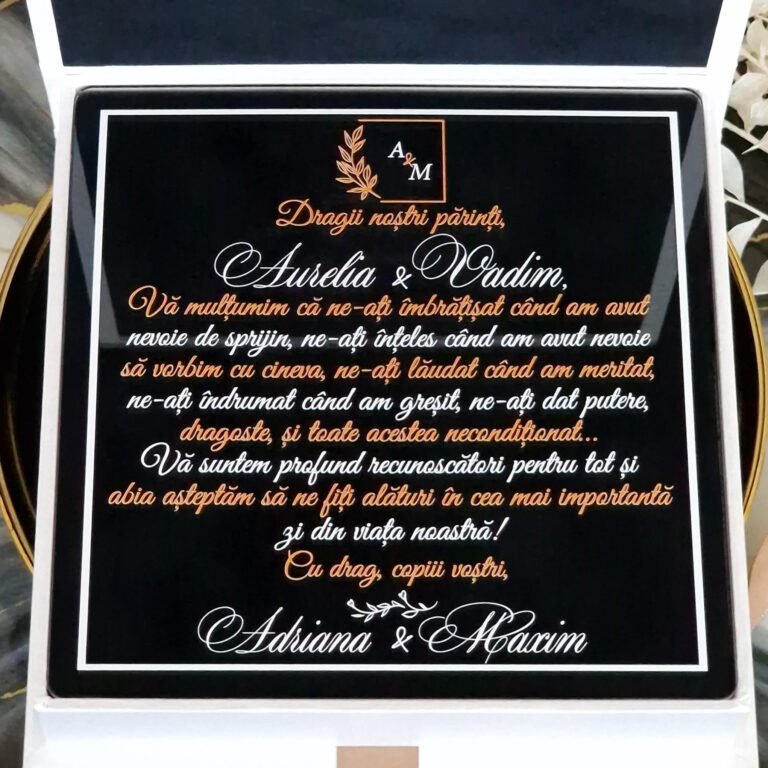 A & M
Dragii noștri părinți,
Aurelia & Vadim,
Vă mulțumim că ne-ați îmbrățișat când am avut
nevoie de sprijin, ne-ați înțeles când am avut nevoie
să vorbim cu cineva, ne-ați lăudat când am meritat,
ne-ați îndrumat când am greșit, ne-ați dat putere,
dragoste, și toate acestea necondiționat...
Vă suntem profund recunoscători pentru tot și
abia așteptăm să ne fiți alături în cea mai importantă
zi din viața noastră!
Cu drag, copiii voștri,
Adriana & Maxim